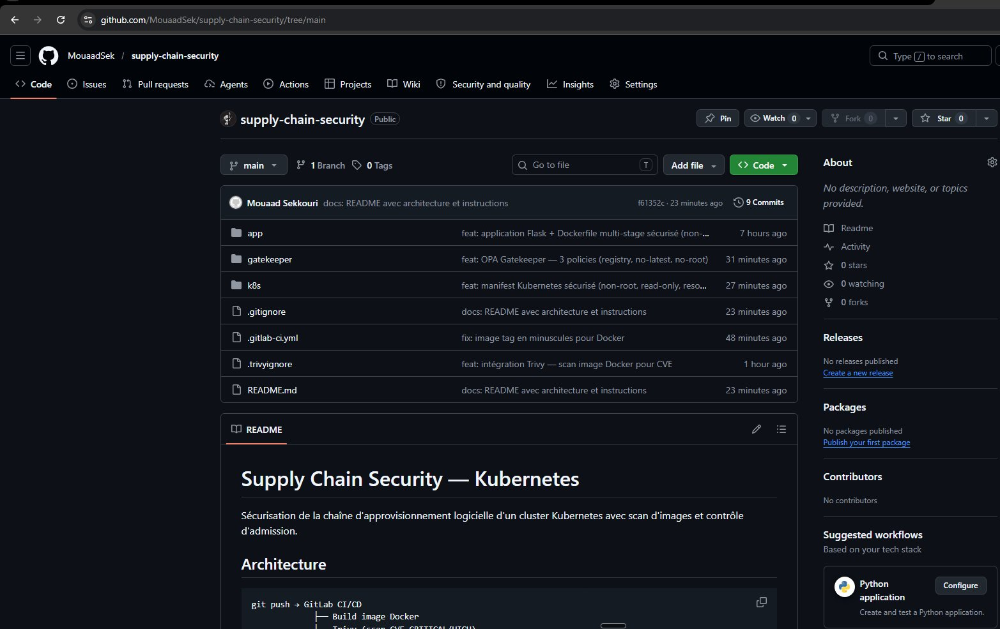 github.com/MouaadSek/supply-chain-security/tree/main
MouaadSek / supply-chain-security
Type / to search
Code Issues Pull requests Agents Actions Projects Wiki Security and quality Insights Settings
supply-chain-security Public
Pin Watch 0 Fork 0 Star 0
main 1 Branch 0 Tags Go to file T Add file Code
Mouaad Sekkouri docs: README avec architecture et instructions f61352c · 23 minutes ago 9 Commits
app feat: application Flask + Dockerfile multi-stage sécurisé (non-... 7 hours ago
gatekeeper feat: OPA Gatekeeper — 3 policies (registry, no-latest, no-root) 31 minutes ago
k8s feat: manifest Kubernetes sécurisé (non-root, read-only, reso... 27 minutes ago
.gitignore docs: README avec architecture et instructions 23 minutes ago
.gitlab-ci.yml fix: image tag en minuscules pour Docker 48 minutes ago
.trivyignore feat: intégration Trivy — scan image Docker pour CVE 1 hour ago
README.md docs: README avec architecture et instructions 23 minutes ago
README
Supply Chain Security — Kubernetes
Sécurisation de la chaîne d'approvisionnement logicielle d'un cluster Kubernetes avec scan d'images et contrôle
d'admission.
Architecture
git push → GitLab CI/CD
├── Build image Docker
Trivy (scan CVE CRITICAL/HIGH)
About
No description, website, or topics
provided.
Readme
Activity
0 stars
0 watching
0 forks
Releases
No releases published
Create a new release
Packages
No packages published
Publish your first package
Contributors
No contributors
Suggested workflows
Based on your tech stack
Python
application
Configure
Create and test a Python application.